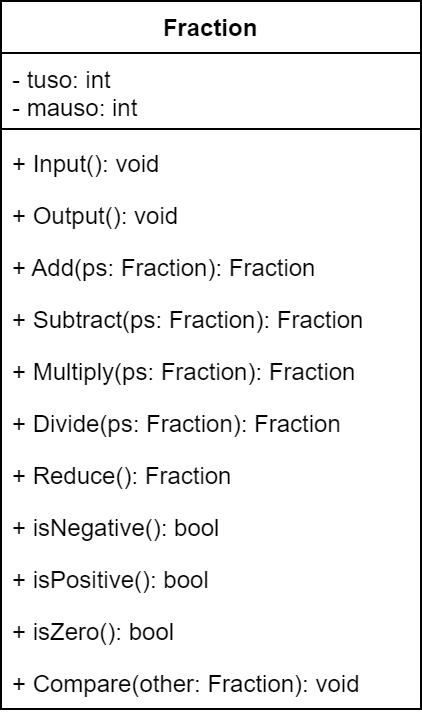 Fraction
- tuso: int
- mauso: int
+ Input(): void
+ Output(): void
+ Add(ps: Fraction): Fraction
+ Subtract(ps: Fraction): Fraction
+ Multiply(ps: Fraction): Fraction
+ Divide(ps: Fraction): Fraction
+ Reduce(): Fraction
+ isNegative(): bool
+ isPositive(): bool
+ isZero(): bool
+ Compare(other: Fraction): void